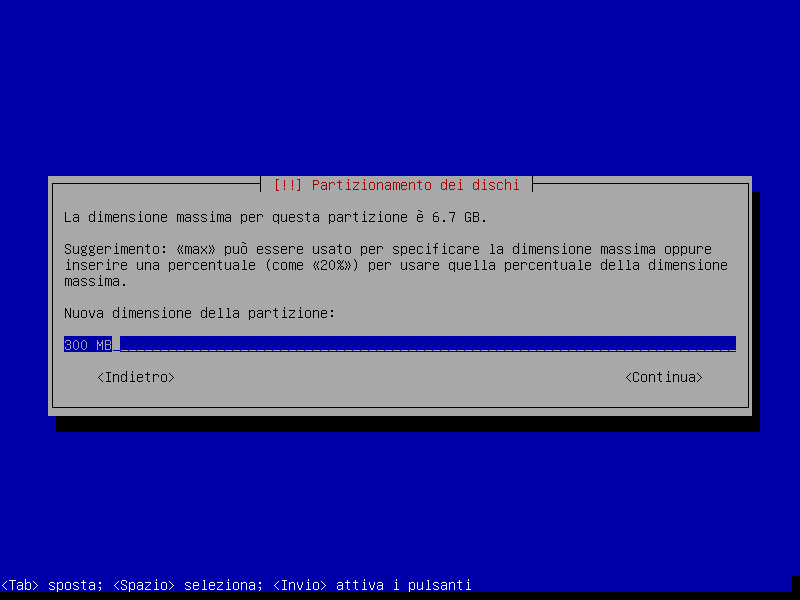 [!!] Partizionamento dei dischi
La dimensione massima per questa partizione è 6.7 GB.
Suggerimento: «max» può essere usato per specificare la dimensione massima oppure
inserire una percentuale (come «20%») per usare quella percentuale della dimensione
massima.
Nuova dimensione della partizione:
300 MB
<Indietro> <Continua>
<Tab> sposta; <Spazio> seleziona; <Invio> attiva i pulsanti